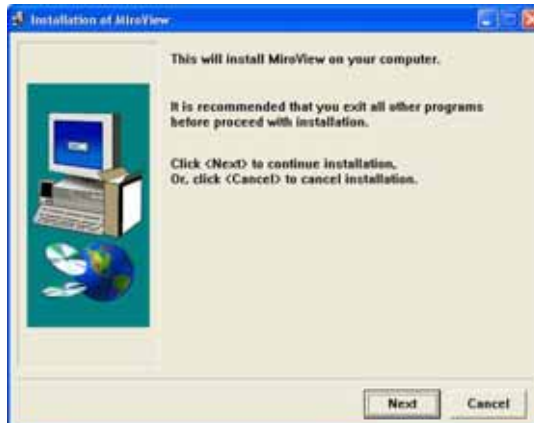 Installation of MiroView
This will install MiroView on your computer.
It is recommended that you exit all other programs
before proceed with installation.
Click <Next> to continue installation,
Or, click <Cancel> to cancel installation.
Next
Cancel